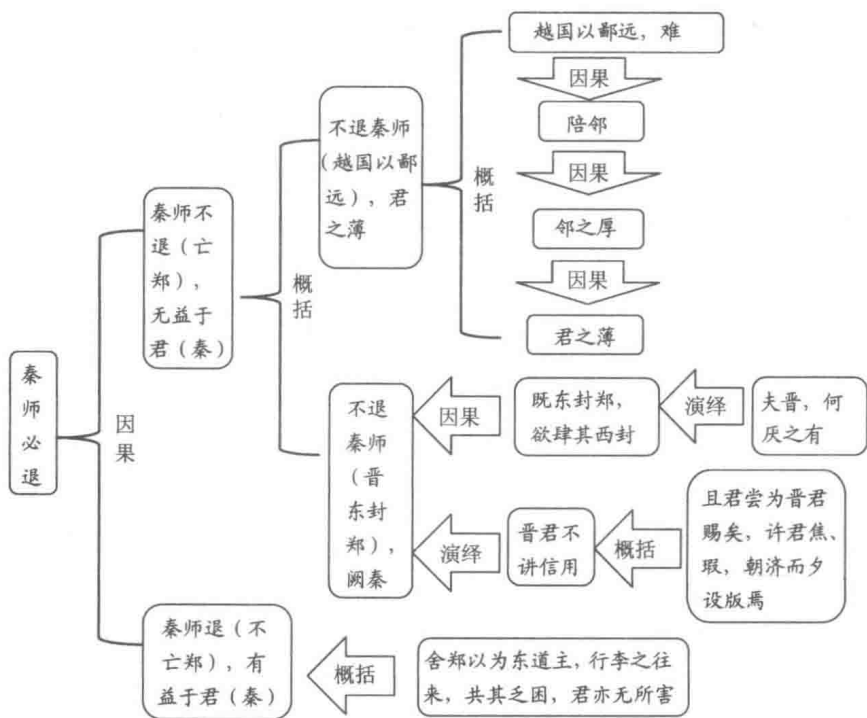 越国以鄙远，难
因果
陪邻
因果
邻之厚
因果
君之薄
概
括
不退秦师
（越国以鄙
远），君
之薄
概
括
秦师不
退（亡
郑），
无益于
君（秦）
因
果
秦
师
必
退
不退
秦师
（晋
东封
郑），
阙秦
因果
既东封郑，
欲肆其西封
演绎
夫晋，何
厌之有
演绎
晋君不
讲信用
概括
且君尝为晋君
赐矣，许君焦、
瑕，朝济而夕
设版焉
秦师退（不
亡郑），有
益于君（秦）
概括
舍郑以为东道主，行李之往
来，共其乏困，君亦无所害